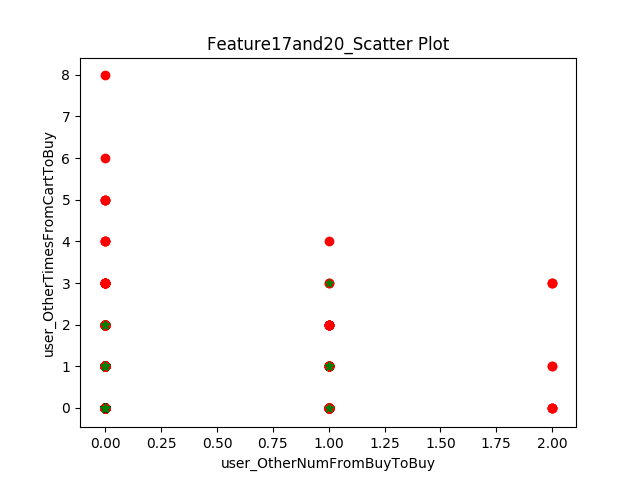 Feature17and20_Scatter Plot
8
7
6
5
4
3
2
1
0
user_OtherTimesFromCartToBuy
0.00 0.25 0.50 0.75 1.00 1.25 1.50 1.75 2.00
user_OtherNumFromBuyToBuy